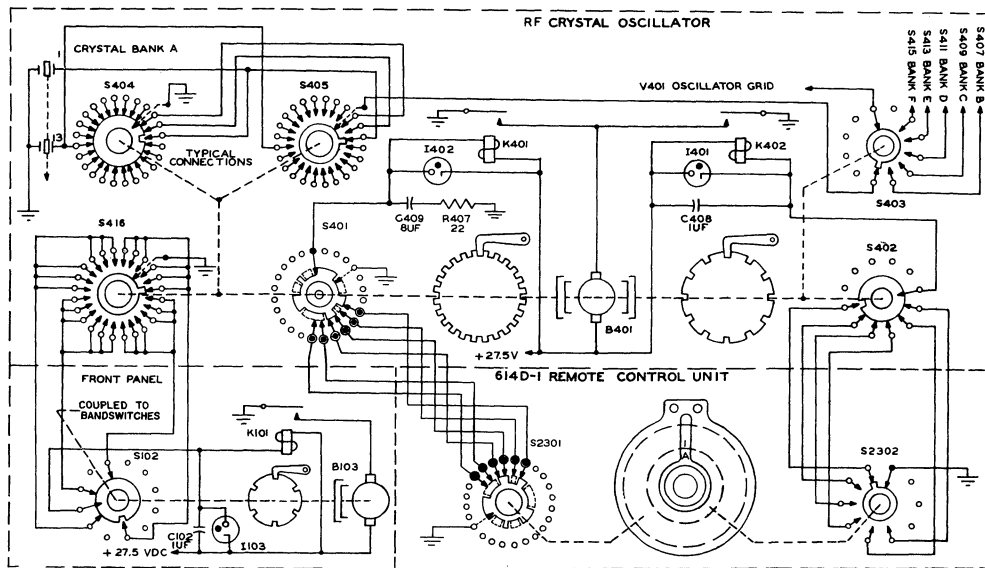 RF CRYSTAL OSCILLATOR
CRYSTAL BANK A
1
13
S404
S405
TYPICAL
CONNECTIONS
V401 OSCILLATOR GRID
S415 BANK F
S413 BANK E
S411 BANK D
S409 BANK C
S407 BANK B
K401
I402
I401
K402
S403
C409
8UF
R407
22
C408
1UF
S416
S401
S402
B401
+27.5V
FRONT PANEL
614D-1 REMOTE CONTROL UNIT
COUPLED TO
BANDSWITCHES
K101
S102
B103
S2301
A
S2302
C102
1UF
I103
+ 27.5 VDC